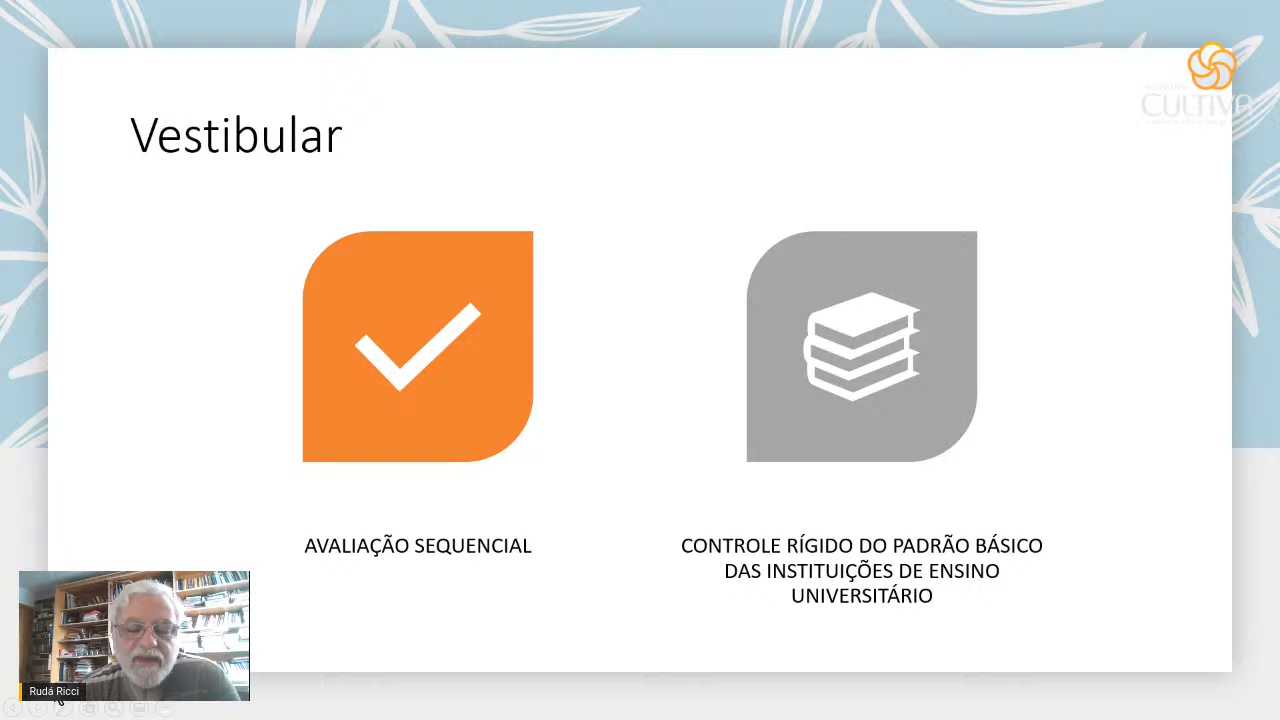 CULTIVA
Vestibular
AVALIAÇÃO SEQUENCIAL
CONTROLE RÍGIDO DO PADRÃO BÁSICO
DAS INSTITUIÇÕES DE ENSINO
UNIVERSITÁRIO
Rudá Ricci